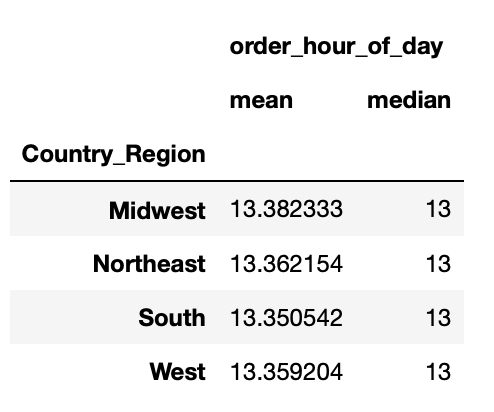 order_hour_of_day
mean median
Country_Region
Midwest 13.382333 13
Northeast 13.362154 13
South 13.350542 13
West 13.359204 13